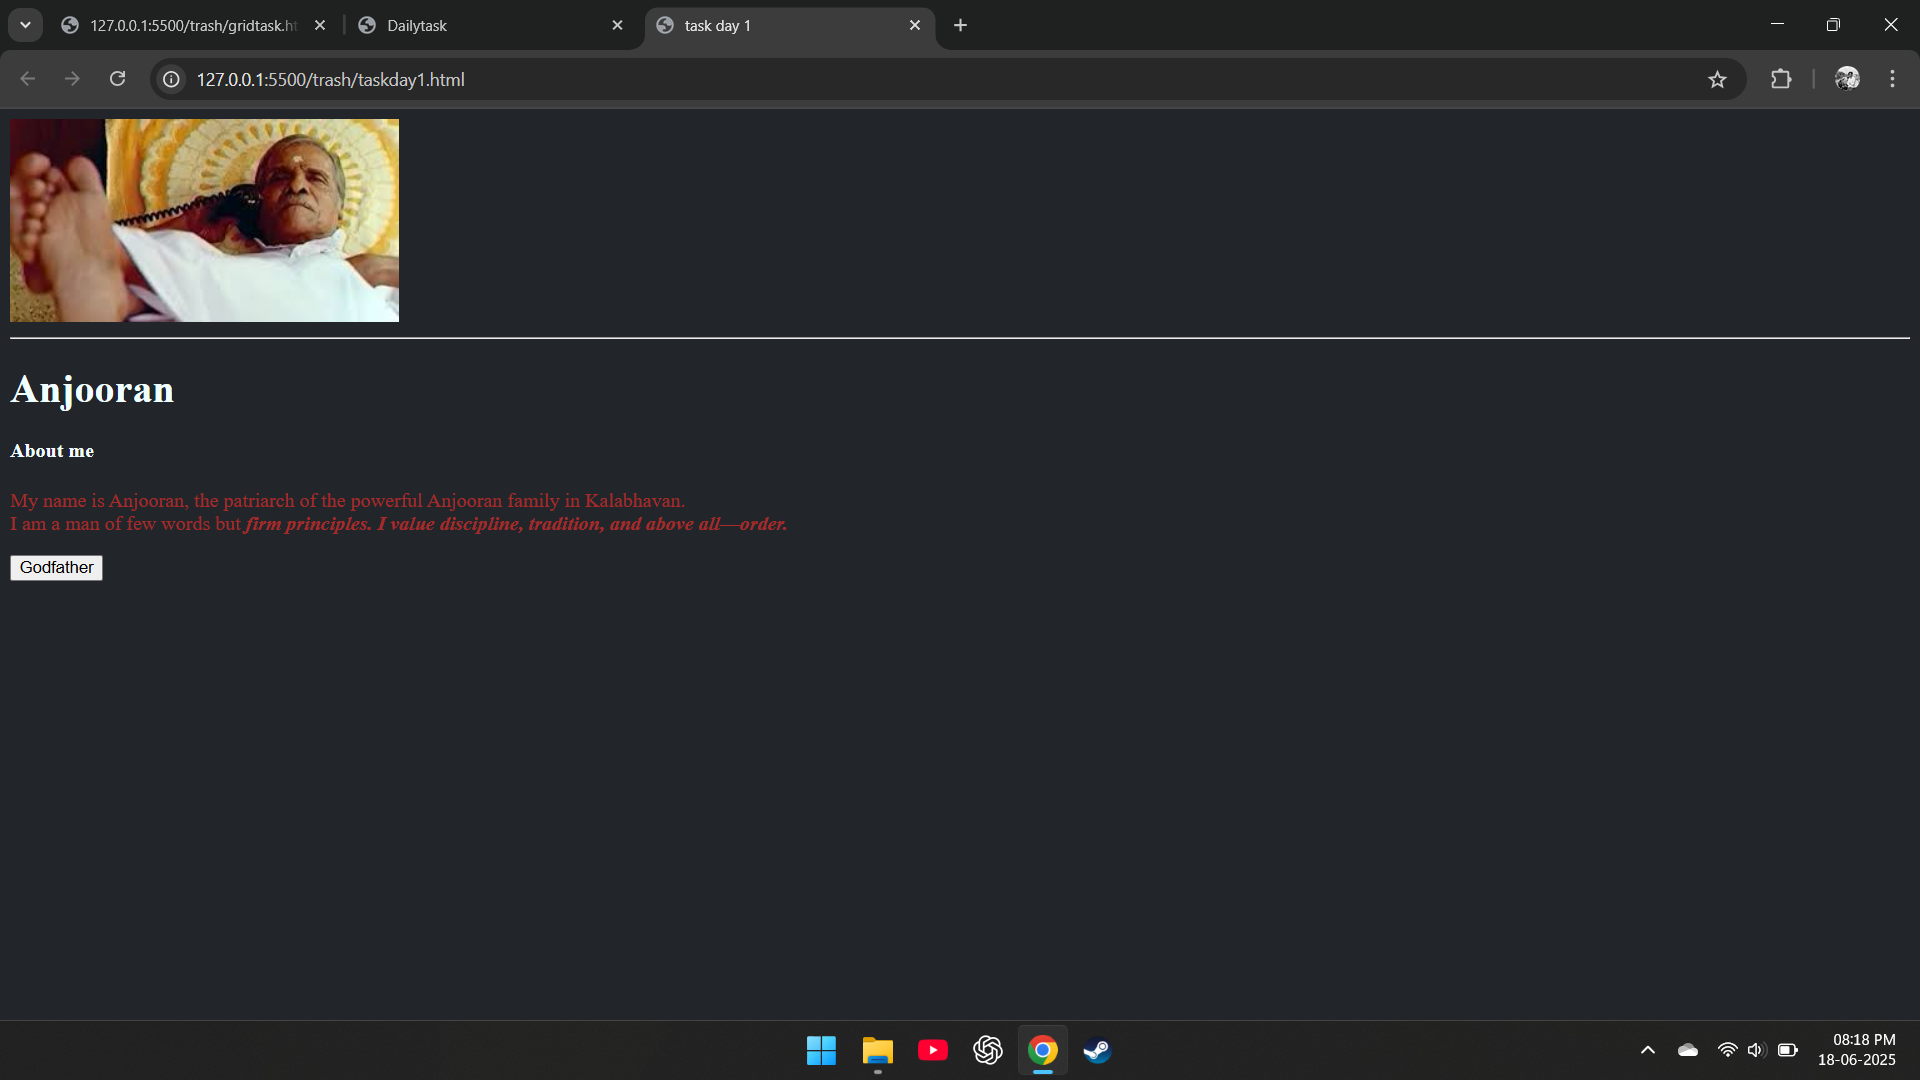 127.0.0.1:5500/trash/gridtask.ht
Dailytask
task day 1
127.0.0.1:5500/trash/taskday1.html
Anjooran
About me
My name is Anjooran, the patriarch of the powerful Anjooran family in Kalabhavan.
I am a man of few words but firm principles. I value discipline, tradition, and above all—order.
Godfather
08:18 PM
18-06-2025